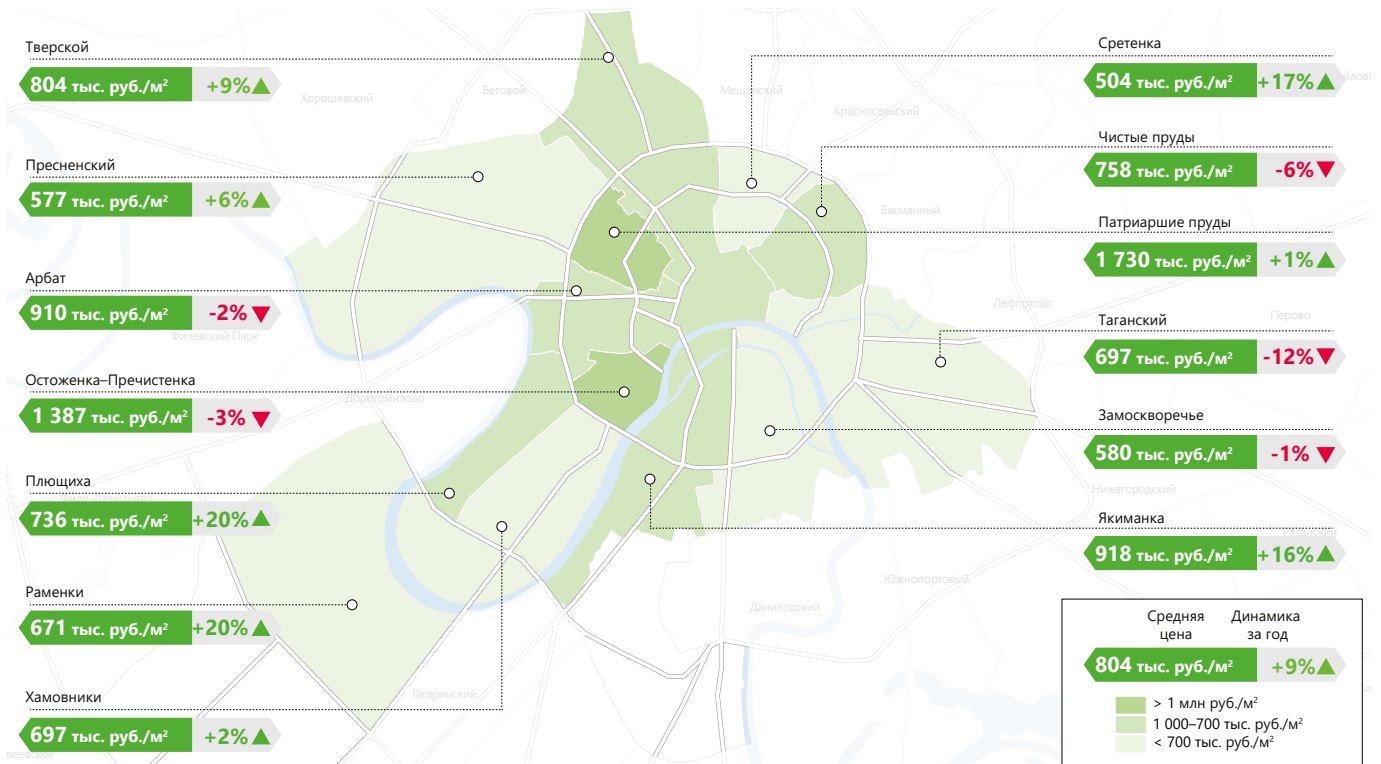 Тверской
804 тыс. руб./м²
+9%
Пресненский
577 тыс. руб./м²
+6%
Арбат
910 тыс. руб./м²
-2%
Остоженка–Пречистенка
1 387 тыс. руб./м²
-3%
Плющиха
736 тыс. руб./м²
+20%
Раменки
671 тыс. руб./м²
+20%
Хамовники
697 тыс. руб./м²
+2%
Хорошевский
Беговой
Мещанский
Красносельский
Басманный
Лефортово
Перово
Филевский Парк
Дорогомилово
Нижегородский
Рязанский
Южнопортовый
Даниловский
Гагаринский
Сретенка
504 тыс. руб./м²
+17%
Чистые пруды
758 тыс. руб./м²
-6%
Патриаршие пруды
1 730 тыс. руб./м²
+1%
Таганский
697 тыс. руб./м²
-12%
Замоскворечье
580 тыс. руб./м²
-1%
Якиманка
918 тыс. руб./м²
+16%
Средняя цена
Динамика за год
804 тыс. руб./м²
+9%
> 1 млн руб./м²
1 000–700 тыс. руб./м²
< 700 тыс. руб./м²